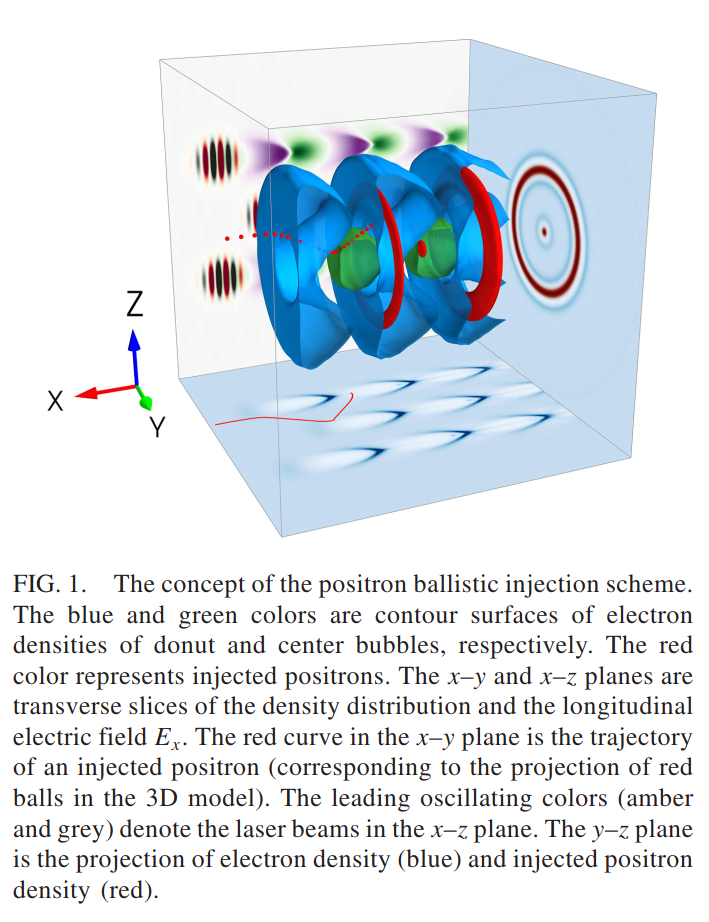 Z
X
Y
FIG. 1. The concept of the positron ballistic injection scheme.
The blue and green colors are contour surfaces of electron
densities of donut and center bubbles, respectively. The red
color represents injected positrons. The x–y and x–z planes are
transverse slices of the density distribution and the longitudinal
electric field Eₓ. The red curve in the x–y plane is the trajectory
of an injected positron (corresponding to the projection of red
balls in the 3D model). The leading oscillating colors (amber
and grey) denote the laser beams in the x–z plane. The y–z plane
is the projection of electron density (blue) and injected positron
density (red).